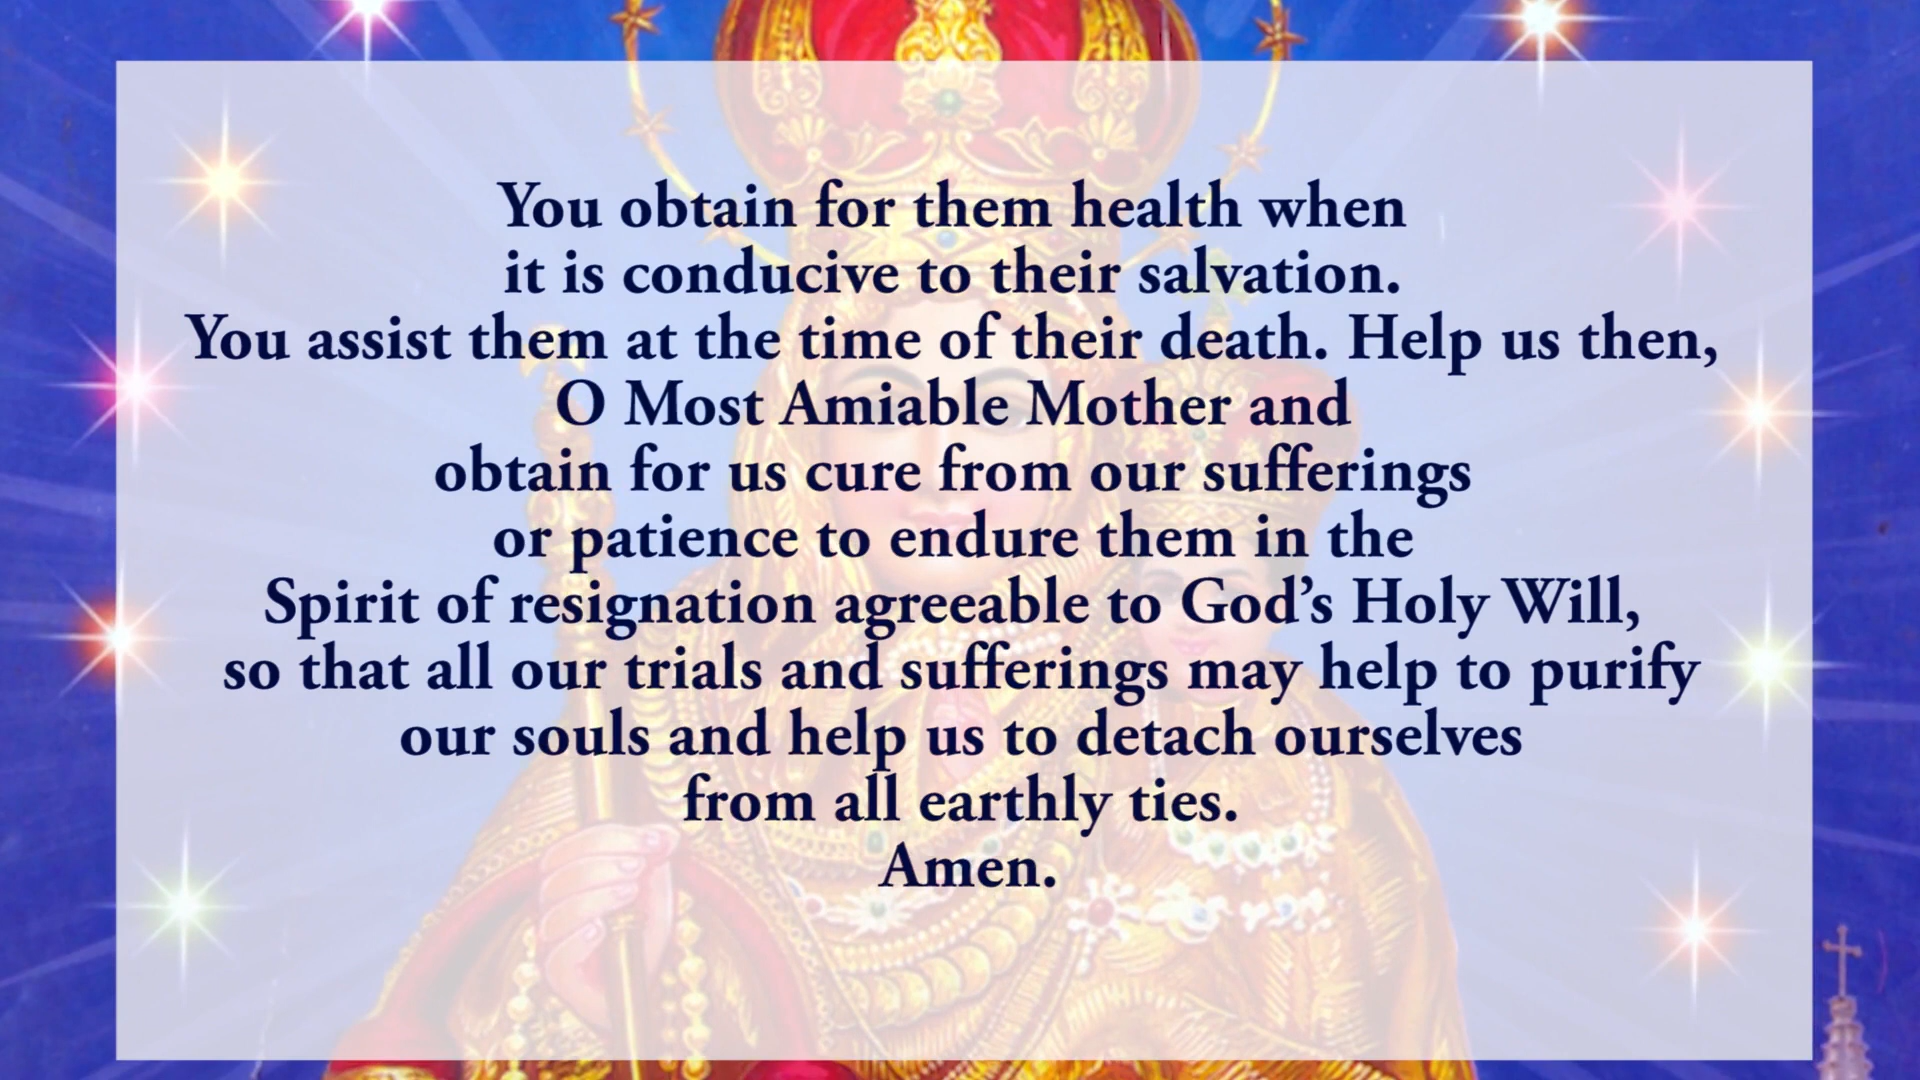 You obtain for them health when
it is conducive to their salvation.
You assist them at the time of their death. Help us then,
O Most Amiable Mother and
obtain for us cure from our sufferings
or patience to endure them in the
Spirit of resignation agreeable to God’s Holy Will,
so that all our trials and sufferings may help to purify
our souls and help us to detach ourselves
from all earthly ties.
Amen.